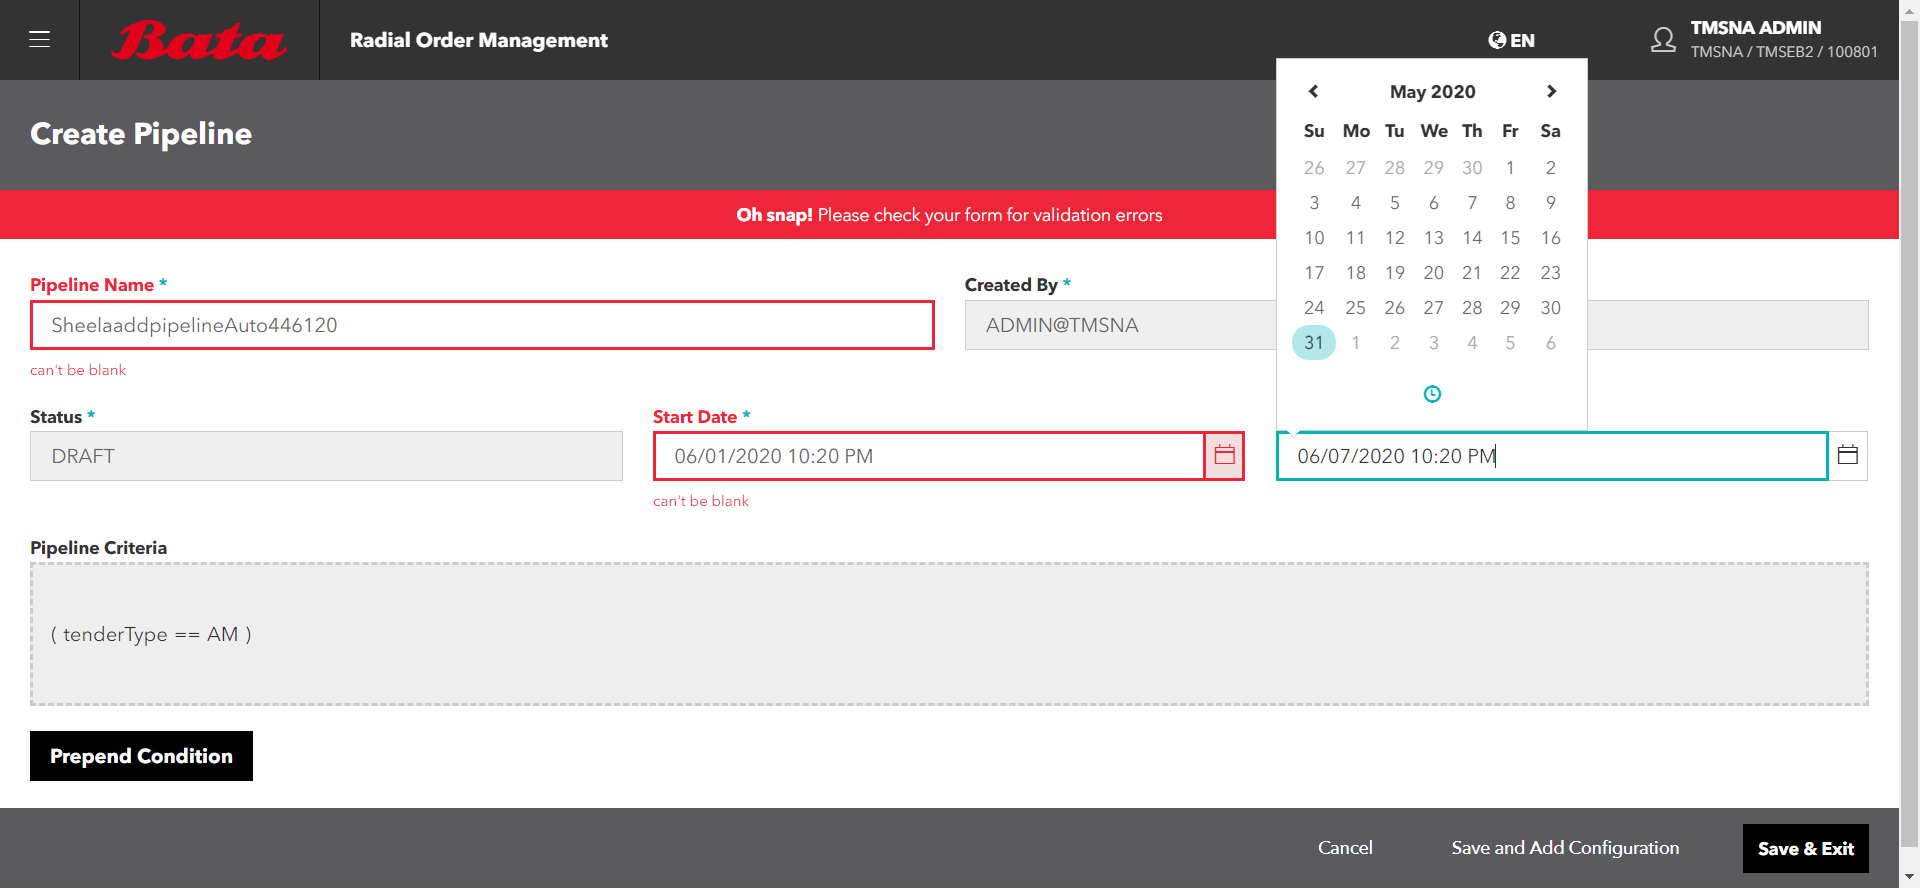 Bata
Radial Order Management
EN
TMSNA ADMIN
TMSNA / TMSEB2 / 100801
Create Pipeline
May 2020
Su Mo Tu We Th Fr Sa
26 27 28 29 30 1 2
3 4 5 6 7 8 9
10 11 12 13 14 15 16
17 18 19 20 21 22 23
24 25 26 27 28 29 30
31 1 2 3 4 5 6
Oh snap! Please check your form for validation errors
Pipeline Name *
SheelaaddpipelineAuto446120
can't be blank
Created By *
ADMIN@TMSNA
Status *
DRAFT
Start Date *
06/01/2020 10:20 PM
can't be blank
06/07/2020 10:20 PM
Pipeline Criteria
( tenderType == AM )
Prepend Condition
Cancel
Save and Add Configuration
Save & Exit